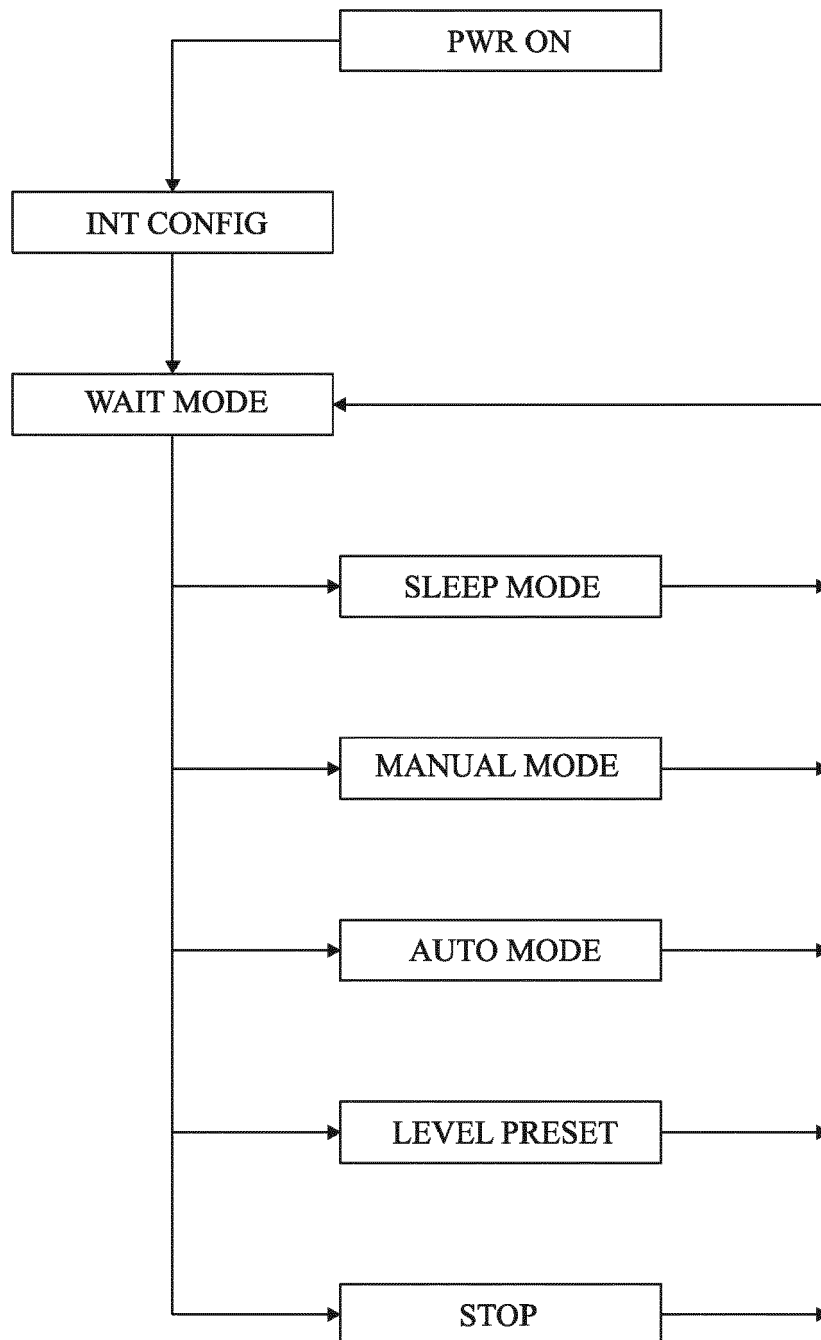 PWR ON
INT CONFIG
WAIT MODE
SLEEP MODE
MANUAL MODE
AUTO MODE
LEVEL PRESET
STOP